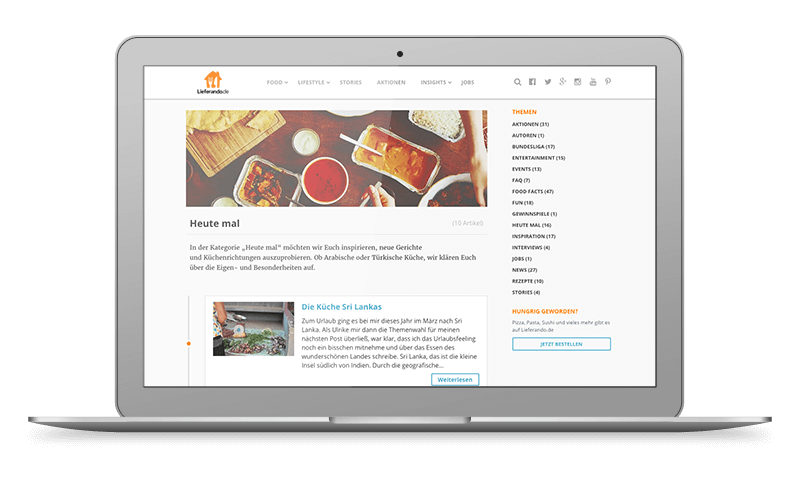 Lieferando.de
FOOD
LIFESTYLE
STORIES
AKTIONEN
INSIGHTS
JOBS
Heute mal
(10 Artikel)
In der Kategorie „Heute mal“ möchten wir Euch inspirieren, neue Gerichte
und Küchenrichtungen auszuprobieren. Ob Arabische oder Türkische Küche, wir klären Euch
über die Eigen- und Besonderheiten auf.
Die Küche Sri Lankas
Zum Urlaub ging es bei mir dieses Jahr im März nach Sri
Lanka. Als Ulrike mir dann die Themenwahl für meinen
nächsten Post überließ, war klar, dass ich das Urlaubsfeeling
noch ein bisschen mitnehme und über das Essen des
wunderschönen Landes schreibe. Sri Lanka, das ist die kleine
Insel südlich von Indien. Durch die geografische...
Weiterlesen
THEMEN
AKTIONEN (31)
AUTOREN (1)
BUNDESLIGA (17)
ENTERTAINMENT (15)
EVENTS (13)
FAQ (7)
FOOD FACTS (47)
FUN (18)
GEWINNSPIELE (1)
HEUTE MAL (16)
INSPIRATION (17)
INTERVIEWS (4)
JOBS (1)
NEWS (27)
REZEPTE (10)
STORIES (4)
HUNGRIG GEWORDEN?
Pizza, Pasta, Sushi und vieles mehr gibt es
auf Lieferando.de
JETZT BESTELLEN